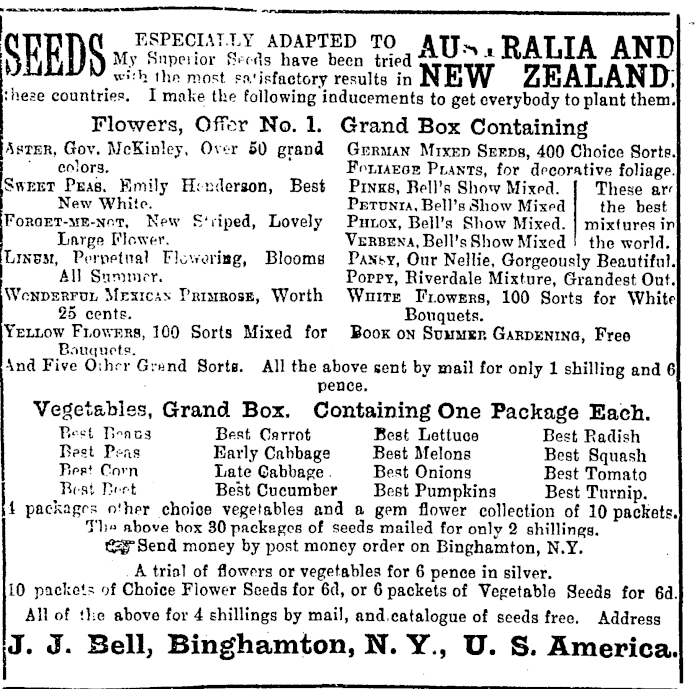 SEEDS ESPECIALLY ADAPTED TO AUSTRALIA AND
My Superior Seeds have been tried
with the most satisfactory results in NEW ZEALAND.
these countries. I make the following inducements to get everybody to plant them.
Flowers, Offer No. 1. Grand Box Containing
ASTER, Gov. McKinley, Over 50 grand colors.
SWEET PEAS. Emily Henderson, Best New White.
FORGET-ME-NOT, New Striped, Lovely Large Flower.
LINUM, Perpetual Flowering, Blooms All Summer.
WONDERFUL MEXICAN PRIMROSE, Worth 25 cents.
YELLOW FLOWERS, 100 Sorts Mixed for Bouquets.
GERMAN MIXED SEEDS, 400 Choice Sorts.
FOLIAEGE PLANTS, for decorative foliage.
PINKS, Bell's Show Mixed.
PETUNIA, Bell's Show Mixed
PHLOX, Bell's Show Mixed.
VERBENA, Bell's Show Mixed
These are
the best
mixtures in
the world.
PANSY, Our Nellie, Gorgeously Beautiful.
POPPY, Riverdale Mixture, Grandest Out.
WHITE FLOWERS, 100 Sorts for White Bouquets.
BOOK ON SUMMER GARDENING, Free
And Five Other Grand Sorts. All the above sent by mail for only 1 shilling and 6
pence.
Vegetables, Grand Box. Containing One Package Each.
Best Beans Best Carrot Best Lettuce Best Radish
Best Peas Early Cabbage Best Melons Best Squash
Best Corn Late Cabbage Best Onions Best Tomato
Best Beet Best Cucumber Best Pumpkins Best Turnip.
4 packages other choice vegetables and a gem flower collection of 10 packets.
The above box 30 packages of seeds mailed for only 2 shillings.
☞Send money by post money order on Binghamton, N.Y.
A trial of flowers or vegetables for 6 pence in silver.
10 packets of Choice Flower Seeds for 6d, or 6 packets of Vegetable Seeds for 6d.
All of the above for 4 shillings by mail, and catalogue of seeds free. Address
J. J. Bell, Binghamton, N. Y., U. S. America.